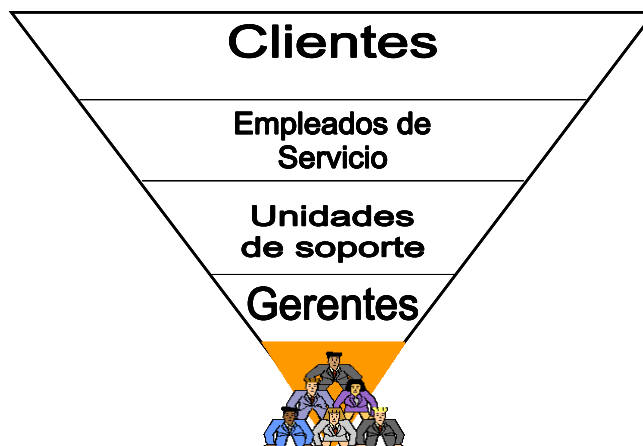 Clientes
Empleados de
Servicio
Unidades
de soporte
Gerentes